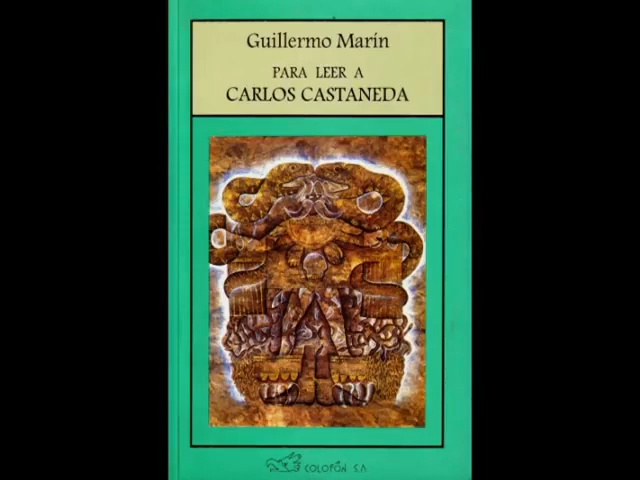 Guillermo Marín
PARA LEER A
CARLOS CASTANEDA
COLOFÓN S.A.